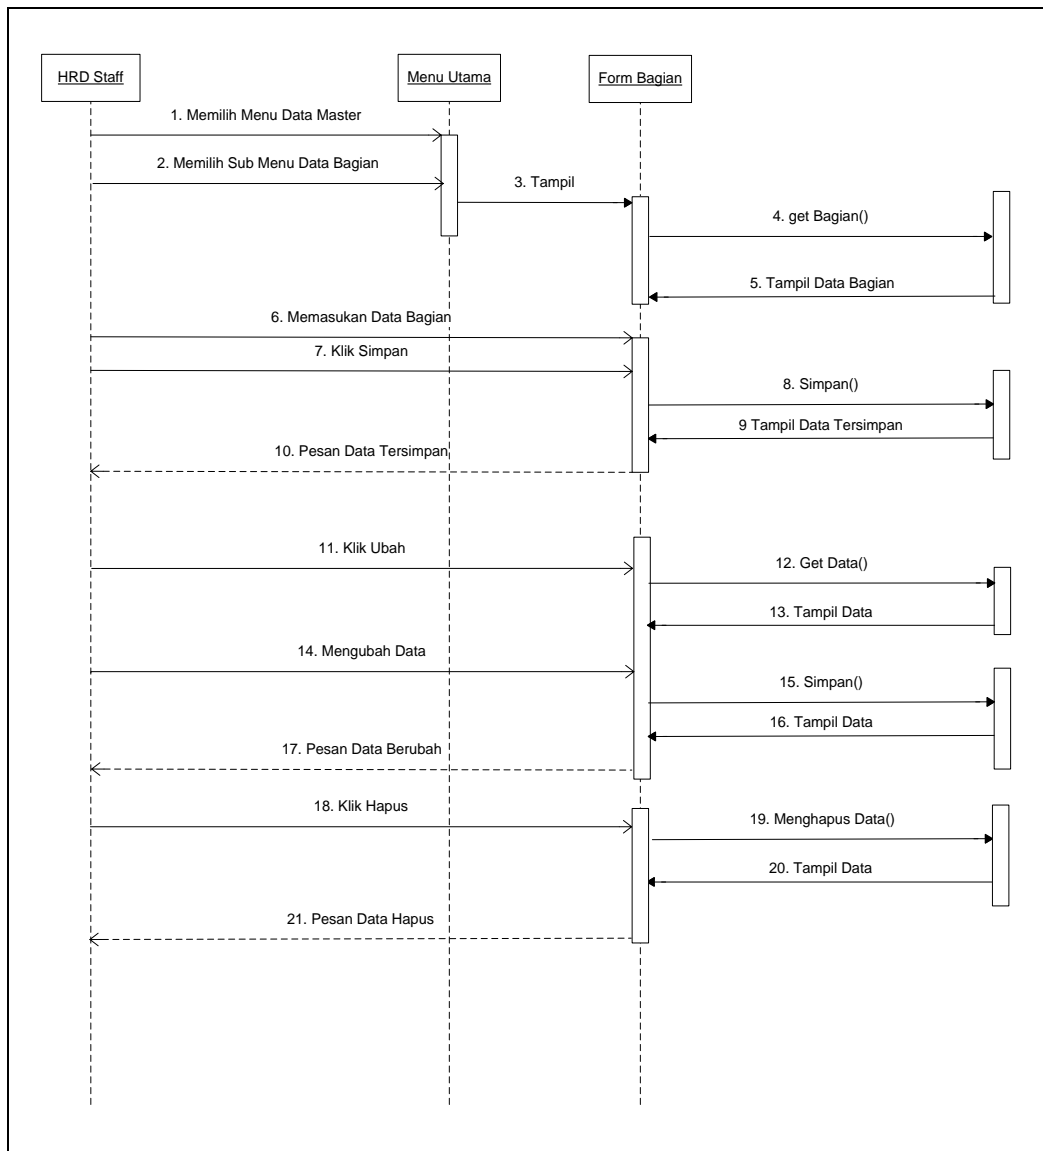 HRD Staff
Menu Utama
Form Bagian
1. Memilih Menu Data Master
2. Memilih Sub Menu Data Bagian
3. Tampil
4. get Bagian()
5. Tampil Data Bagian
6. Memasukan Data Bagian
7. Klik Simpan
8. Simpan()
9 Tampil Data Tersimpan
10. Pesan Data Tersimpan
11. Klik Ubah
12. Get Data()
13. Tampil Data
14. Mengubah Data
15. Simpan()
16. Tampil Data
17. Pesan Data Berubah
18. Klik Hapus
19. Menghapus Data()
20. Tampil Data
21. Pesan Data Hapus